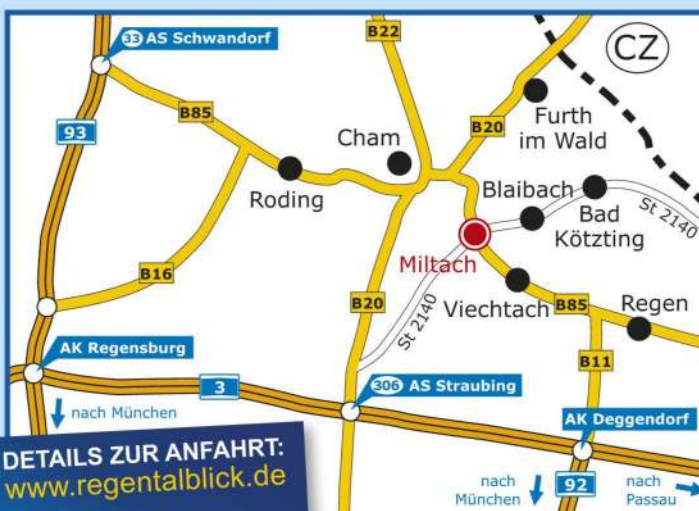 33 AS Schwandorf
B22
CZ
93
B85
B20
Furth
im Wald
Cham
Roding
Blaibach
Bad
Kötzting
St 2140
Miltach
B16
B20
St 2140
Viechtach
B85
Regen
B11
AK Regensburg
3
306 AS Straubing
nach München
AK Deggendorf
DETAILS ZUR ANFAHRT:
www.regentalblick.de
nach
München
92
nach
Passau